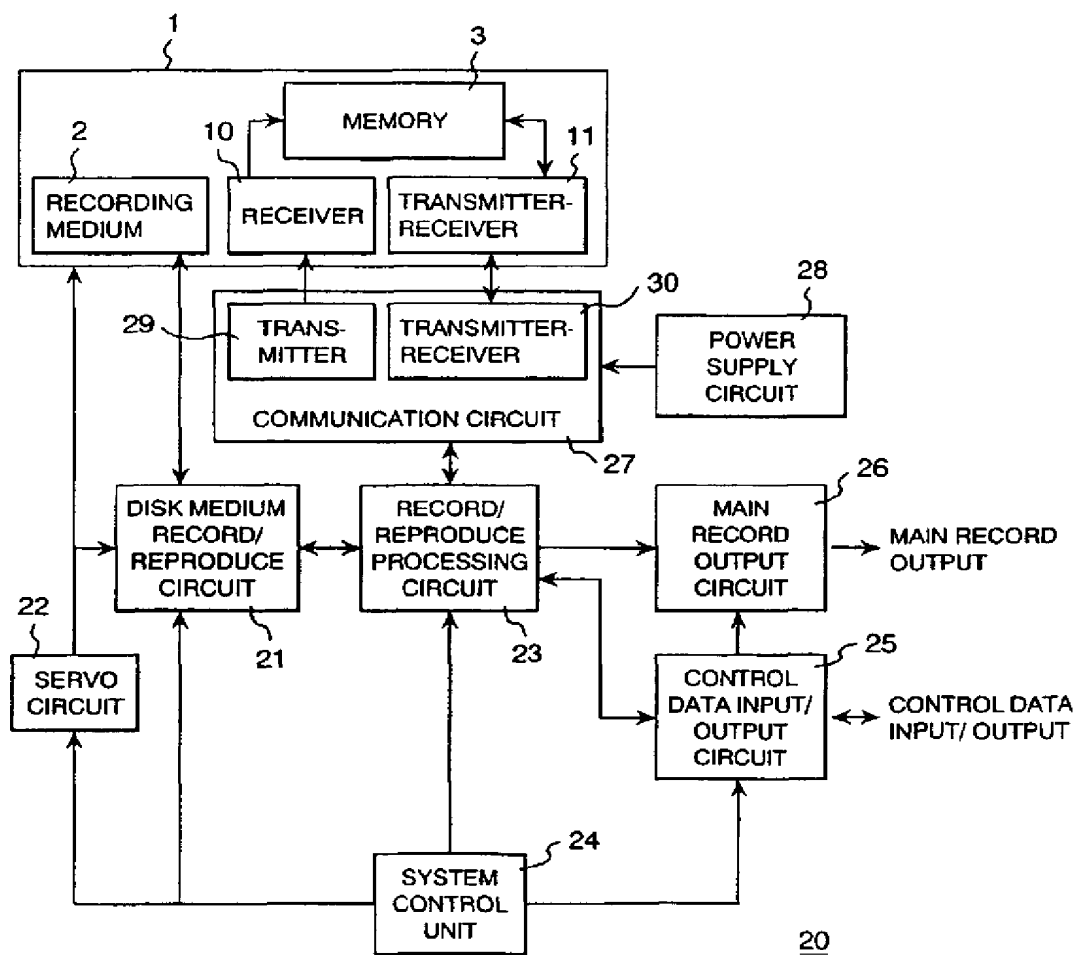 1
3
MEMORY
2
10
11
RECORDING
MEDIUM
RECEIVER
TRANSMITTER-
RECEIVER
29
TRANS-
MITTER
30
TRANSMITTER-
RECEIVER
28
POWER
SUPPLY
CIRCUIT
COMMUNICATION CIRCUIT
27
DISK MEDIUM
RECORD/
REPRODUCE
CIRCUIT
21
RECORD/
REPRODUCE
PROCESSING
CIRCUIT
23
26
MAIN
RECORD
OUTPUT
CIRCUIT
MAIN RECORD
OUTPUT
22
SERVO
CIRCUIT
25
CONTROL
DATA INPUT/
OUTPUT
CIRCUIT
CONTROL DATA
INPUT/ OUTPUT
24
SYSTEM
CONTROL
UNIT
20